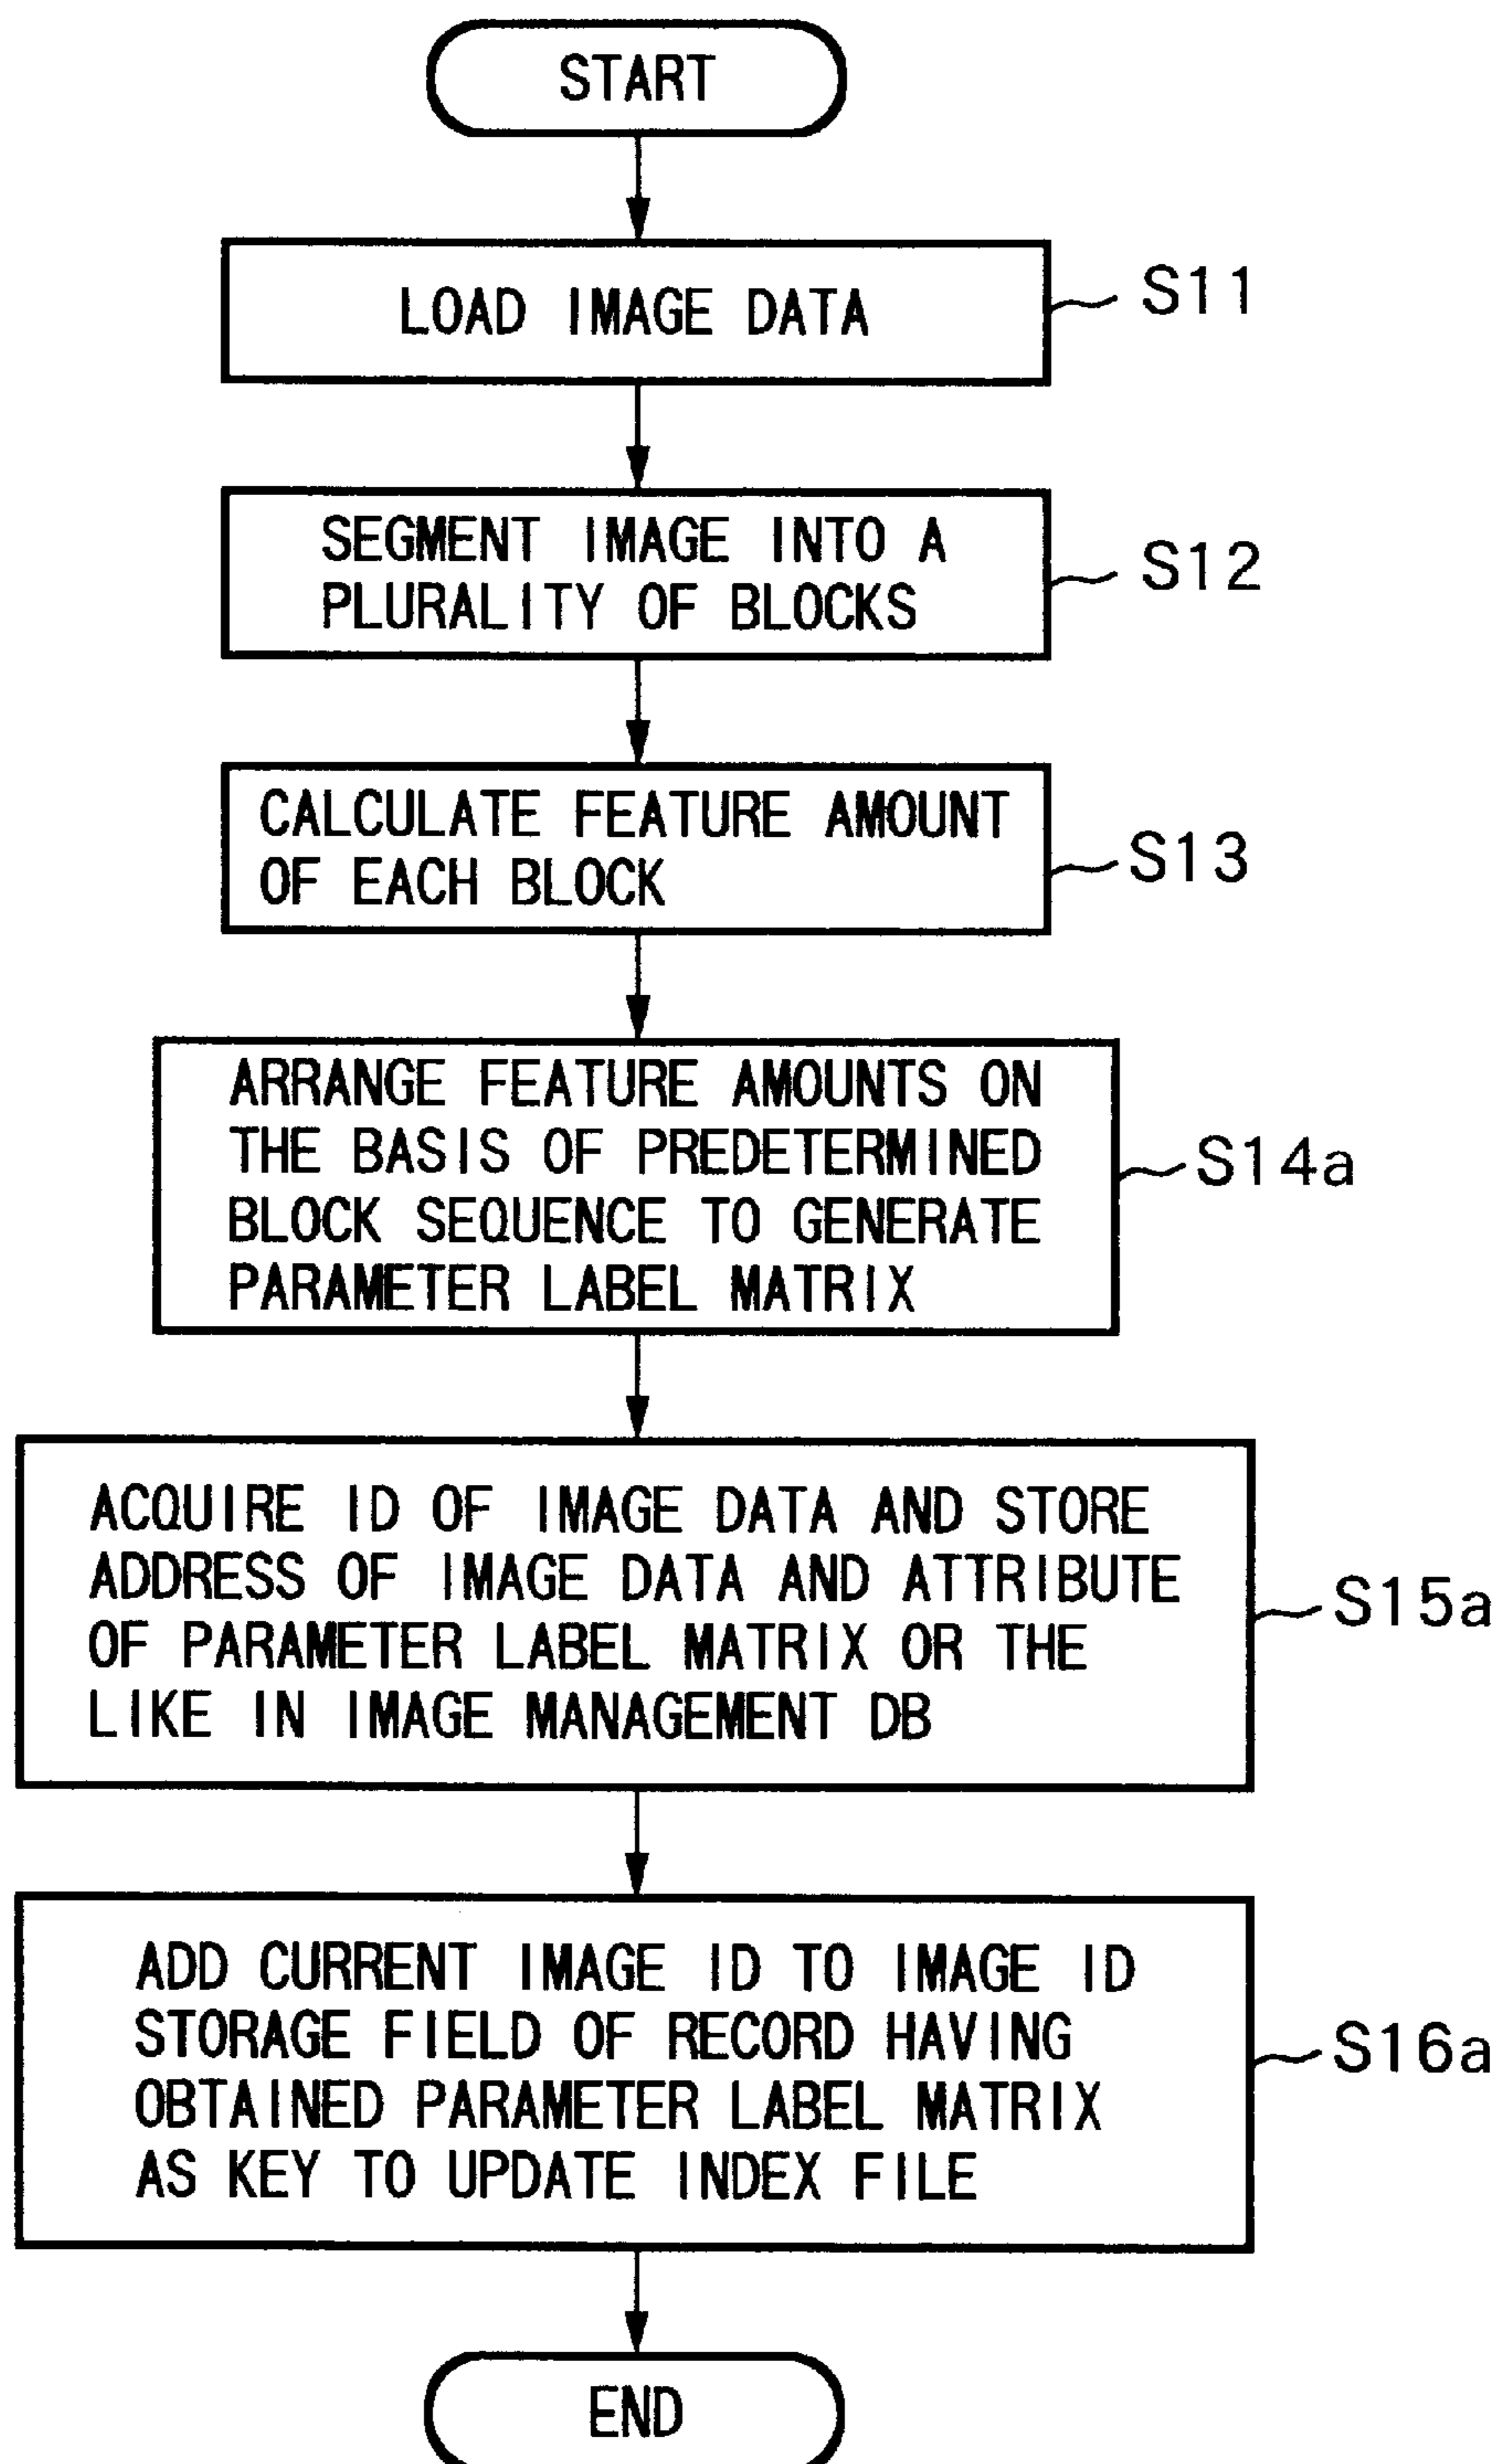 START
LOAD IMAGE DATA
S11
SEGMENT IMAGE INTO A
PLURALITY OF BLOCKS
S12
CALCULATE FEATURE AMOUNT
OF EACH BLOCK
S13
ARRANGE FEATURE AMOUNTS ON
THE BASIS OF PREDETERMINED
BLOCK SEQUENCE TO GENERATE
PARAMETER LABEL MATRIX
S14a
ACQUIRE ID OF IMAGE DATA AND STORE
ADDRESS OF IMAGE DATA AND ATTRIBUTE
OF PARAMETER LABEL MATRIX OR THE
LIKE IN IMAGE MANAGEMENT DB
S15a
ADD CURRENT IMAGE ID TO IMAGE ID
STORAGE FIELD OF RECORD HAVING
OBTAINED PARAMETER LABEL MATRIX
AS KEY TO UPDATE INDEX FILE
S16a
END